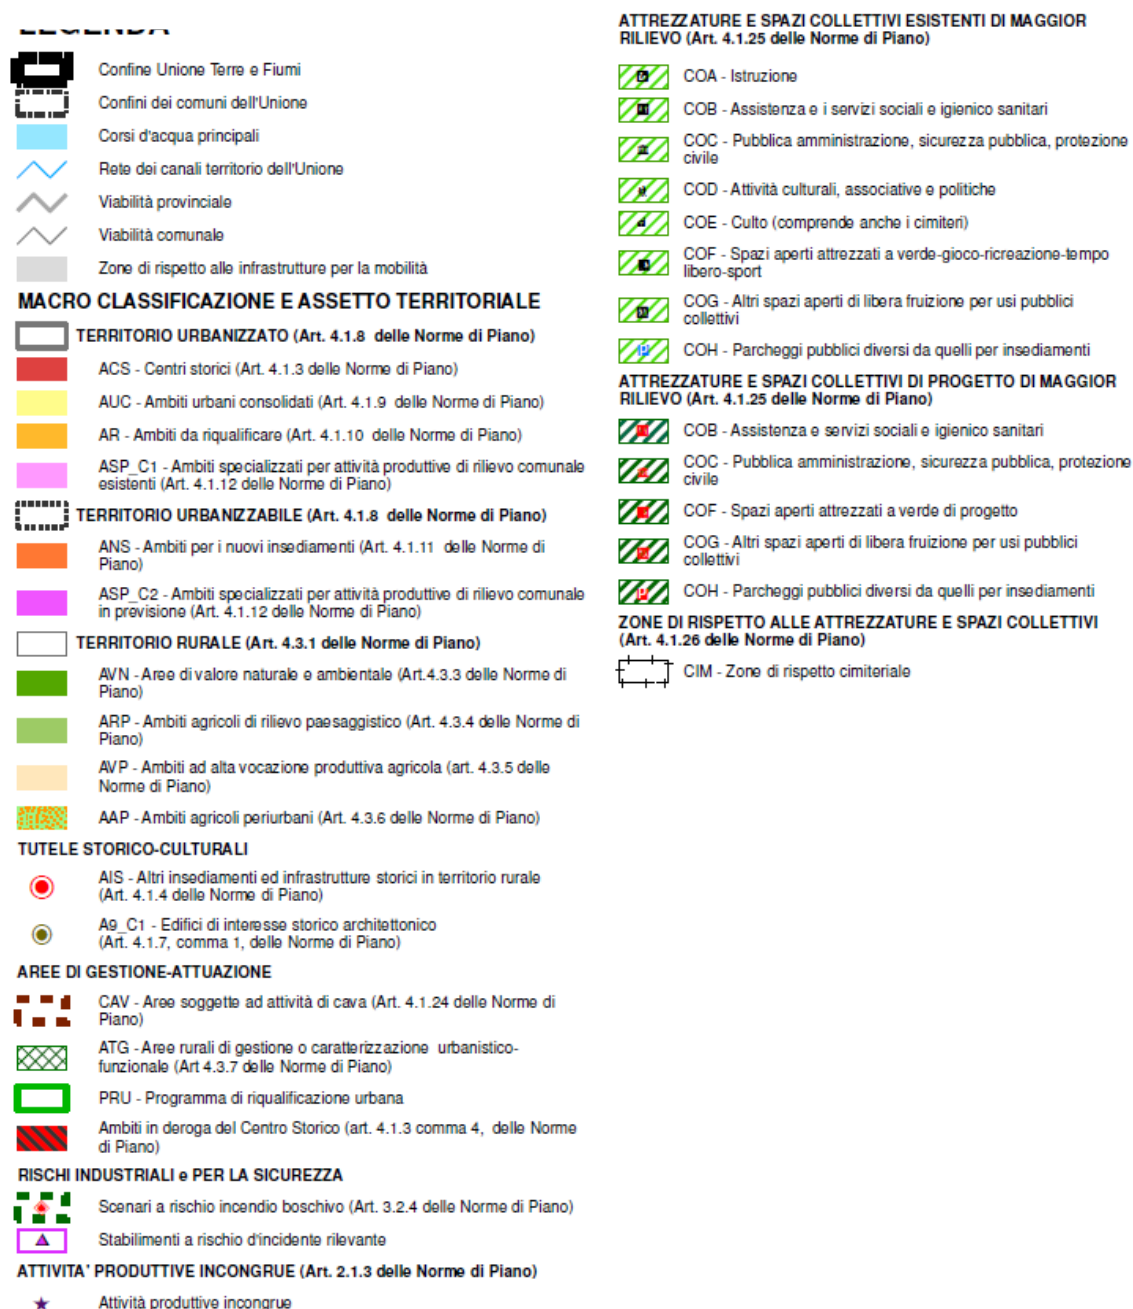 LEGENDA
Confine Unione Terre e Fiumi
Confini dei comuni dell'Unione
Corsi d'acqua principali
Rete dei canali territorio dell'Unione
Viabilità provinciale
Viabilità comunale
Zone di rispetto alle infrastrutture per la mobilità
MACRO CLASSIFICAZIONE E ASSETTO TERRITORIALE
TERRITORIO URBANIZZATO (Art. 4.1.8 delle Norme di Piano)
ACS - Centri storici (Art. 4.1.3 delle Norme di Piano)
AUC - Ambiti urbani consolidati (Art. 4.1.9 delle Norme di Piano)
AR - Ambiti da riqualificare (Art. 4.1.10 delle Norme di Piano)
ASP_C1 - Ambiti specializzati per attività produttive di rilievo comunale
esistenti (Art. 4.1.12 delle Norme di Piano)
TERRITORIO URBANIZZABILE (Art. 4.1.8 delle Norme di Piano)
ANS - Ambiti per i nuovi insediamenti (Art. 4.1.11 delle Norme di
Piano)
ASP_C2 - Ambiti specializzati per attività produttive di rilievo comunale
in previsione (Art. 4.1.12 delle Norme di Piano)
TERRITORIO RURALE (Art. 4.3.1 delle Norme di Piano)
AVN - Aree di valore naturale e ambientale (Art.4.3.3 delle Norme di
Piano)
ARP - Ambiti agricoli di rilievo paesaggistico (Art. 4.3.4 delle Norme di
Piano)
AVP - Ambiti ad alta vocazione produttiva agricola (art. 4.3.5 delle
Norme di Piano)
AAP - Ambiti agricoli periurbani (Art. 4.3.6 delle Norme di Piano)
TUTELE STORICO-CULTURALI
AIS - Altri insediamenti ed infrastrutture storici in territorio rurale
(Art. 4.1.4 delle Norme di Piano)
A9_C1 - Edifici di interesse storico architettonico
(Art. 4.1.7, comma 1, delle Norme di Piano)
AREE DI GESTIONE-ATTUAZIONE
CAV - Aree soggette ad attività di cava (Art. 4.1.24 delle Norme di
Piano)
ATG - Aree rurali di gestione o caratterizzazione urbanistico-
funzionale (Art 4.3.7 delle Norme di Piano)
PRU - Programma di riqualificazione urbana
Ambiti in deroga del Centro Storico (art. 4.1.3 comma 4, delle Norme
di Piano)
RISCHI INDUSTRIALI e PER LA SICUREZZA
Scenari a rischio incendio boschivo (Art. 3.2.4 delle Norme di Piano)
Stabilimenti a rischio d'incidente rilevante
ATTIVITA' PRODUTTIVE INCONGRUE (Art. 2.1.3 delle Norme di Piano)
Attività produttive incongrue
ATTREZZATURE E SPAZI COLLETTIVI ESISTENTI DI MAGGIOR
RILIEVO (Art. 4.1.25 delle Norme di Piano)
COA - Istruzione
COB - Assistenza e i servizi sociali e igienico sanitari
COC - Pubblica amministrazione, sicurezza pubblica, protezione
civile
COD - Attività culturali, associative e politiche
COE - Culto (comprende anche i cimiteri)
COF - Spazi aperti attrezzati a verde-gioco-ricreazione-tempo
libero-sport
COG - Altri spazi aperti di libera fruizione per usi pubblici
collettivi
P COH - Parcheggi pubblici diversi da quelli per insediamenti
ATTREZZATURE E SPAZI COLLETTIVI DI PROGETTO DI MAGGIOR
RILIEVO (Art. 4.1.25 delle Norme di Piano)
COB - Assistenza e servizi sociali e igienico sanitari
COC - Pubblica amministrazione, sicurezza pubblica, protezione
civile
COF - Spazi aperti attrezzati a verde di progetto
COG - Altri spazi aperti di libera fruizione per usi pubblici
collettivi
P COH - Parcheggi pubblici diversi da quelli per insediamenti
ZONE DI RISPETTO ALLE ATTREZZATURE E SPAZI COLLETTIVI
(Art. 4.1.26 delle Norme di Piano)
CIM - Zone di rispetto cimiteriale